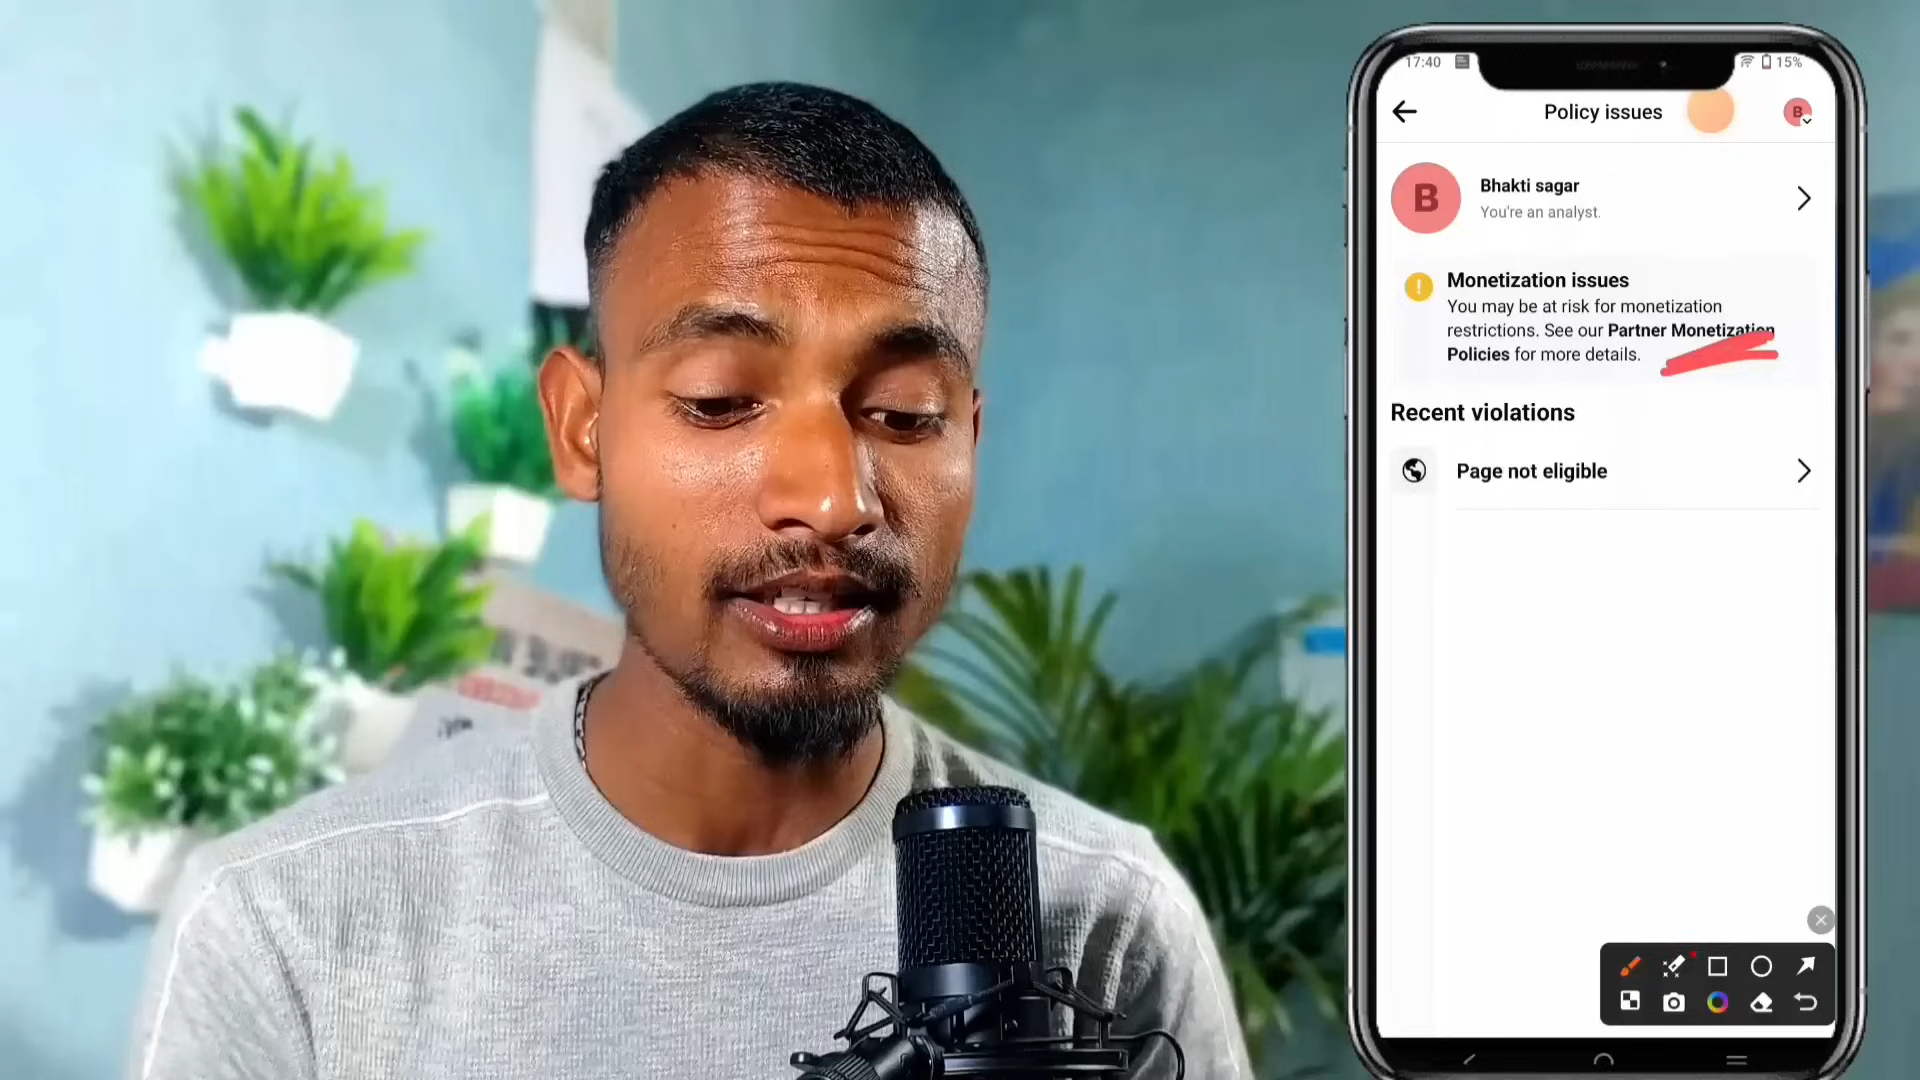 17:40
15%
Policy issues
B
B
Bhakti sagar
You're an analyst.
!
Monetization issues
You may be at risk for monetization
restrictions. See our Partner Monetization
Policies for more details.
Recent violations
Page not eligible